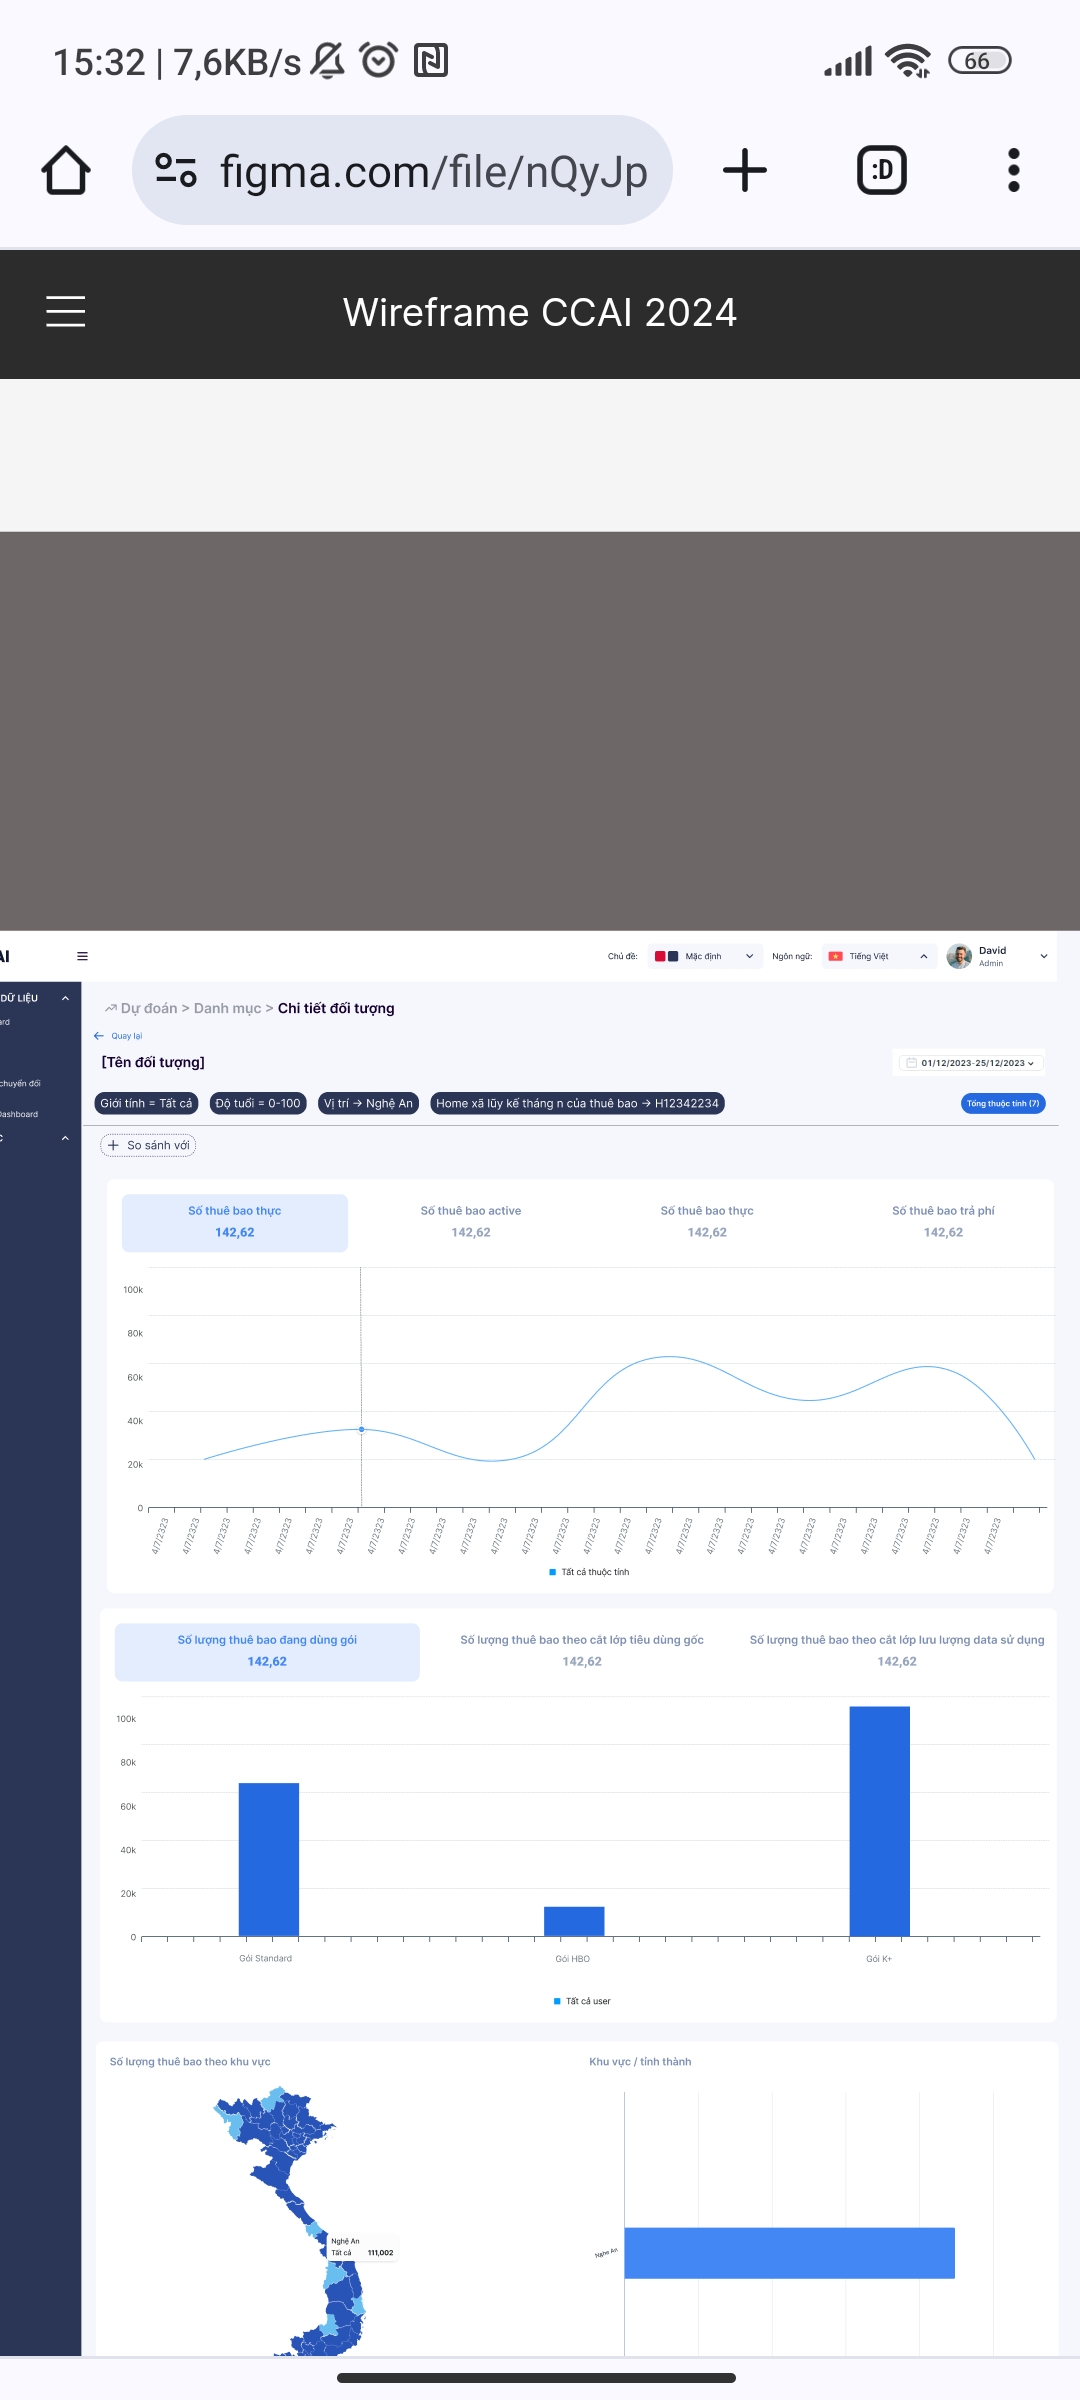 15:32 | 7,6KB/s
66
figma.com/file/nQyJp
:D
Wireframe CCAI 2024
AI
Chủ đề:
Mặc định
Ngôn ngữ:
Tiếng Việt
David
Admin
DỮ LIỆU
ard
chuyển đổi
Dashboard
C
Dự đoán > Danh mục > Chi tiết đối tượng
Quay lại
[Tên đối tượng]
01/12/2023-25/12/2023
Giới tính = Tất cả
Độ tuổi = 0-100
Vị trí → Nghệ An
Home xã lũy kế tháng n của thuê bao → H12342234
Tổng thuộc tính (7)
+ So sánh với
Số thuê bao thực
142,62
Số thuê bao active
142,62
Số thuê bao thực
142,62
Số thuê bao trả phí
142,62
100k
80k
60k
40k
20k
0
4/7/2323 4/7/2323 4/7/2323 4/7/2323 4/7/2323 4/7/2323 4/7/2323 4/7/2323 4/7/2323 4/7/2323 4/7/2323 4/7/2323 4/7/2323 4/7/2323 4/7/2323 4/7/2323 4/7/2323 4/7/2323 4/7/2323 4/7/2323 4/7/2323 4/7/2323 4/7/2323 4/7/2323 4/7/2323 4/7/2323 4/7/2323 4/7/2323
Tất cả thuộc tính
Số lượng thuê bao đang dùng gói
142,62
Số lượng thuê bao theo cắt lớp tiêu dùng gốc
142,62
Số lượng thuê bao theo cắt lớp lưu lượng data sử dụng
142,62
100k
80k
60k
40k
20k
0
Gói Standard
Gói HBO
Gói K+
Tất cả user
Số lượng thuê bao theo khu vực
Khu vực / tỉnh thành
Nghệ An
Tất cả 111,002
Nghe An